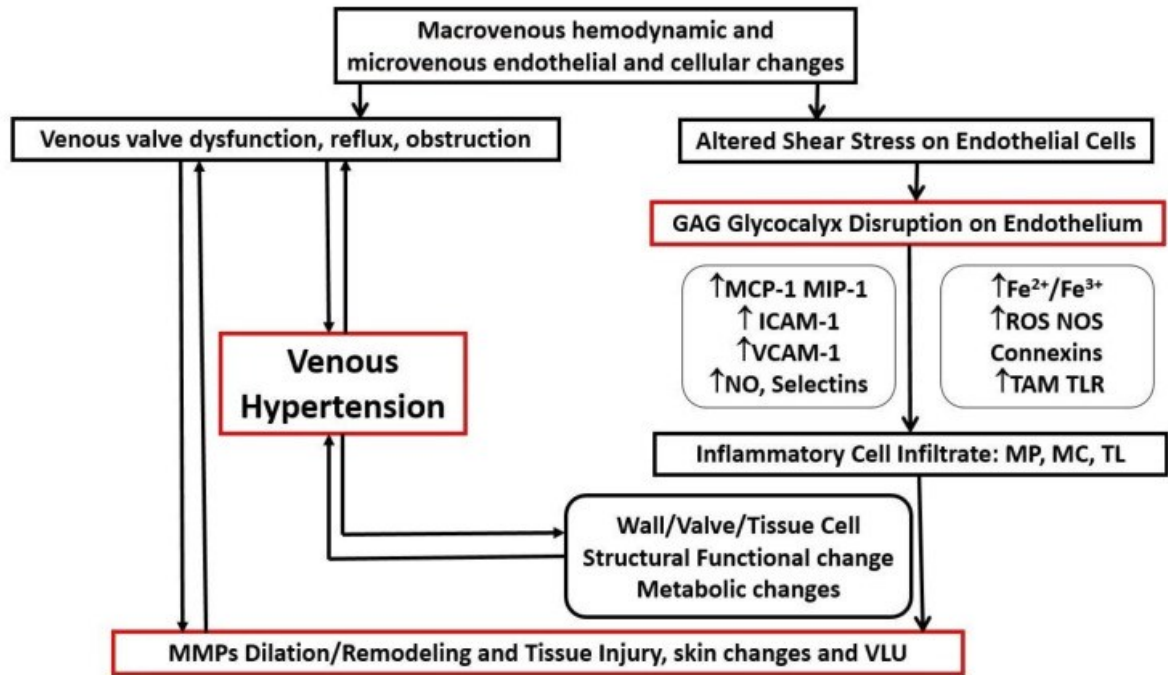 Macrovenous hemodynamic and
microvenous endothelial and cellular changes
Venous valve dysfunction, reflux, obstruction
Altered Shear Stress on Endothelial Cells
GAG Glycocalyx Disruption on Endothelium
↑MCP-1 MIP-1
↑ ICAM-1
↑VCAM-1
↑NO, Selectins
↑Fe²⁺/Fe³⁺
↑ROS NOS
Connexins
↑TAM TLR
Venous
Hypertension
Inflammatory Cell Infiltrate: MP, MC, TL
Wall/Valve/Tissue Cell
Structural Functional change
Metabolic changes
MMPs Dilation/Remodeling and Tissue Injury, skin changes and VLU